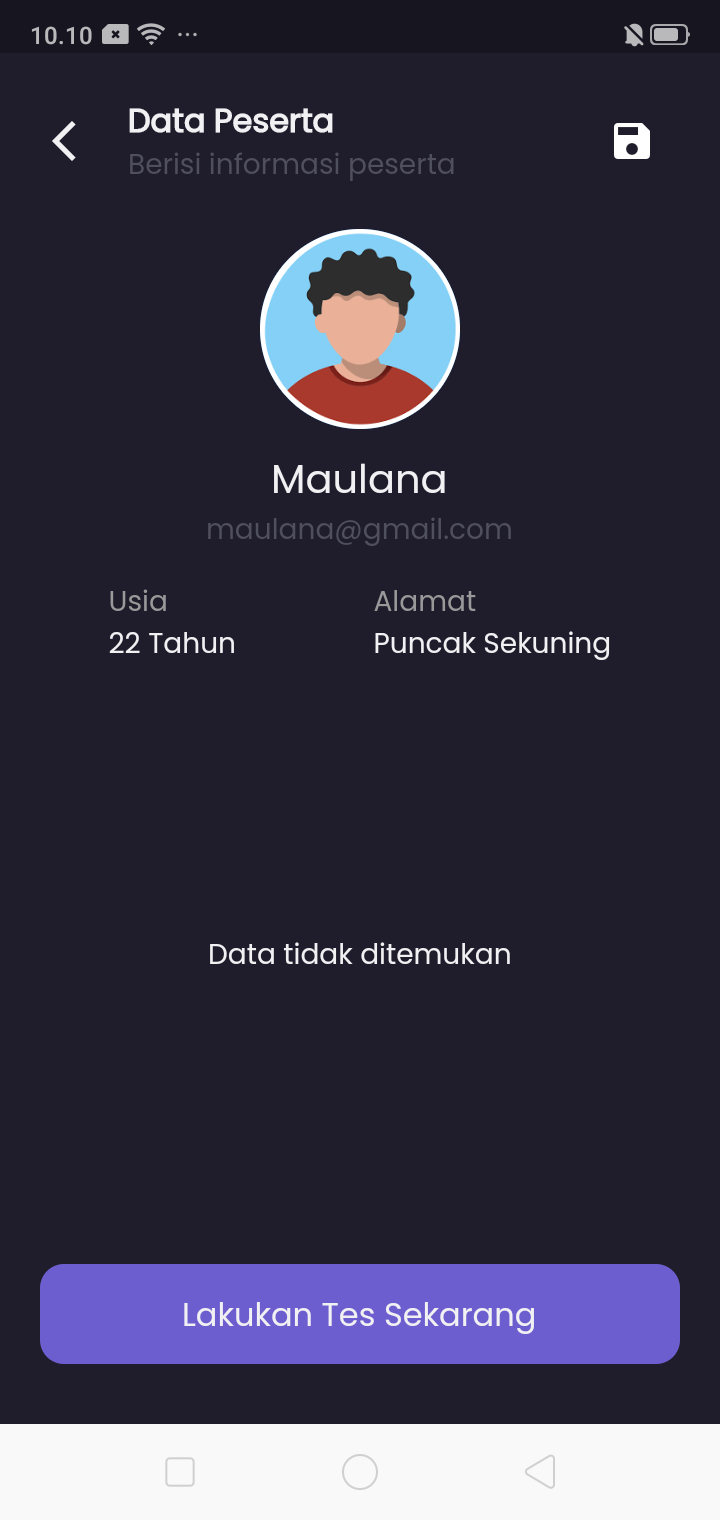 10.10
Data Peserta
Berisi informasi peserta
Maulana
maulana@gmail.com
Usia
Alamat
22 Tahun
Puncak Sekuning
Data tidak ditemukan
Lakukan Tes Sekarang